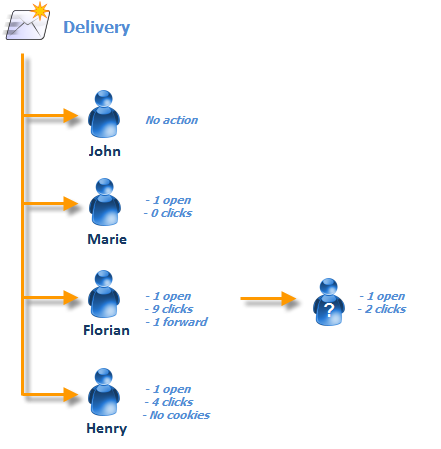 Delivery
No action
John
- 1 open
- 0 clicks
Marie
- 1 open
- 9 clicks
- 1 forward
Florian
?
- 1 open
- 2 clicks
- 1 open
- 4 clicks
- No cookies
Henry